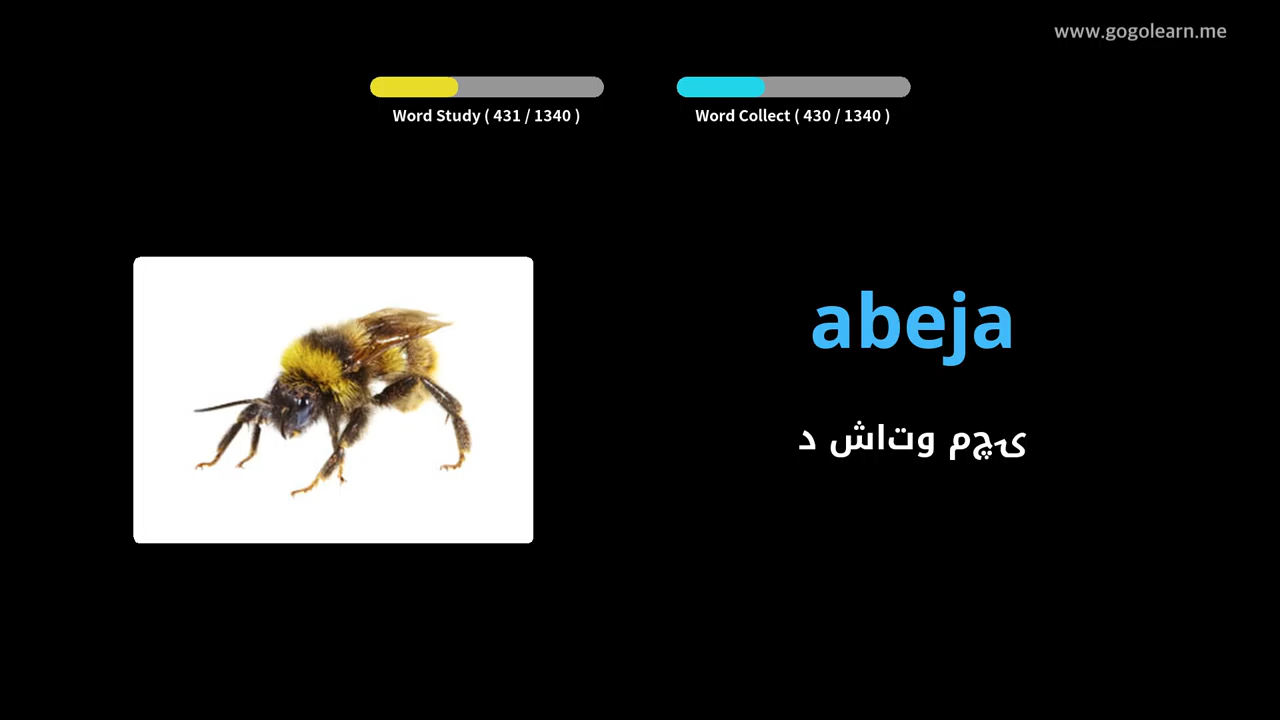 www.gogolearn.me
Word Study ( 431 / 1340 )
Word Collect ( 430 / 1340 )
abeja
د شاتو مچۍ